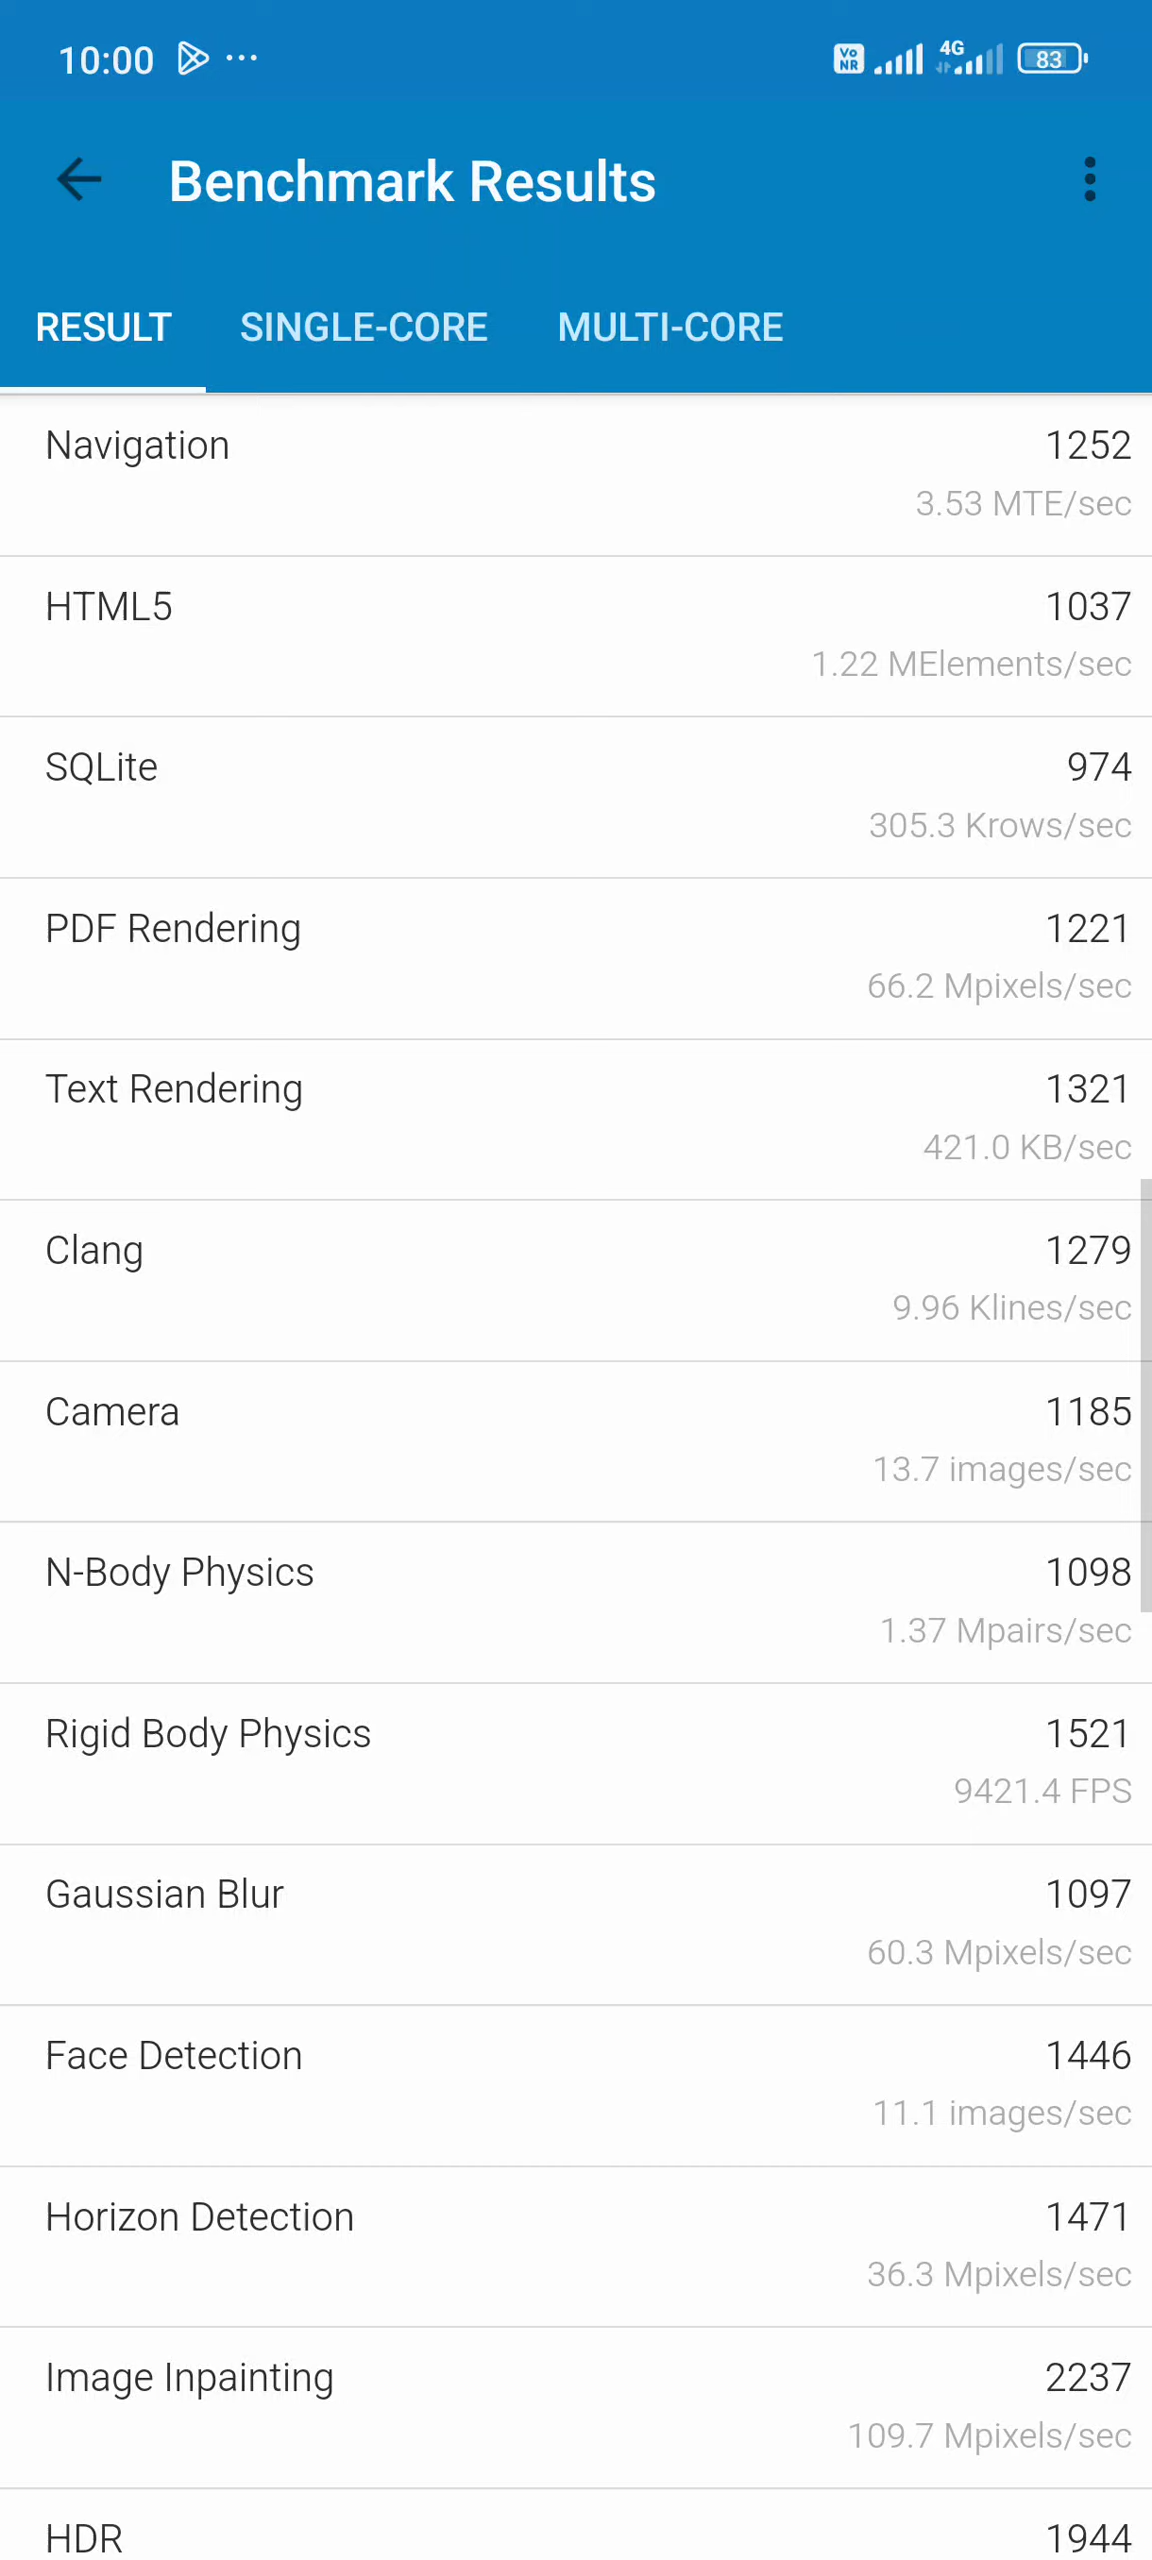 10:00 ... Vo NR 4G 83
Benchmark Results
RESULT SINGLE-CORE MULTI-CORE
Navigation 1252
3.53 MTE/sec
HTML5 1037
1.22 MElements/sec
SQLite 974
305.3 Krows/sec
PDF Rendering 1221
66.2 Mpixels/sec
Text Rendering 1321
421.0 KB/sec
Clang 1279
9.96 Klines/sec
Camera 1185
13.7 images/sec
N-Body Physics 1098
1.37 Mpairs/sec
Rigid Body Physics 1521
9421.4 FPS
Gaussian Blur 1097
60.3 Mpixels/sec
Face Detection 1446
11.1 images/sec
Horizon Detection 1471
36.3 Mpixels/sec
Image Inpainting 2237
109.7 Mpixels/sec
HDR 1944